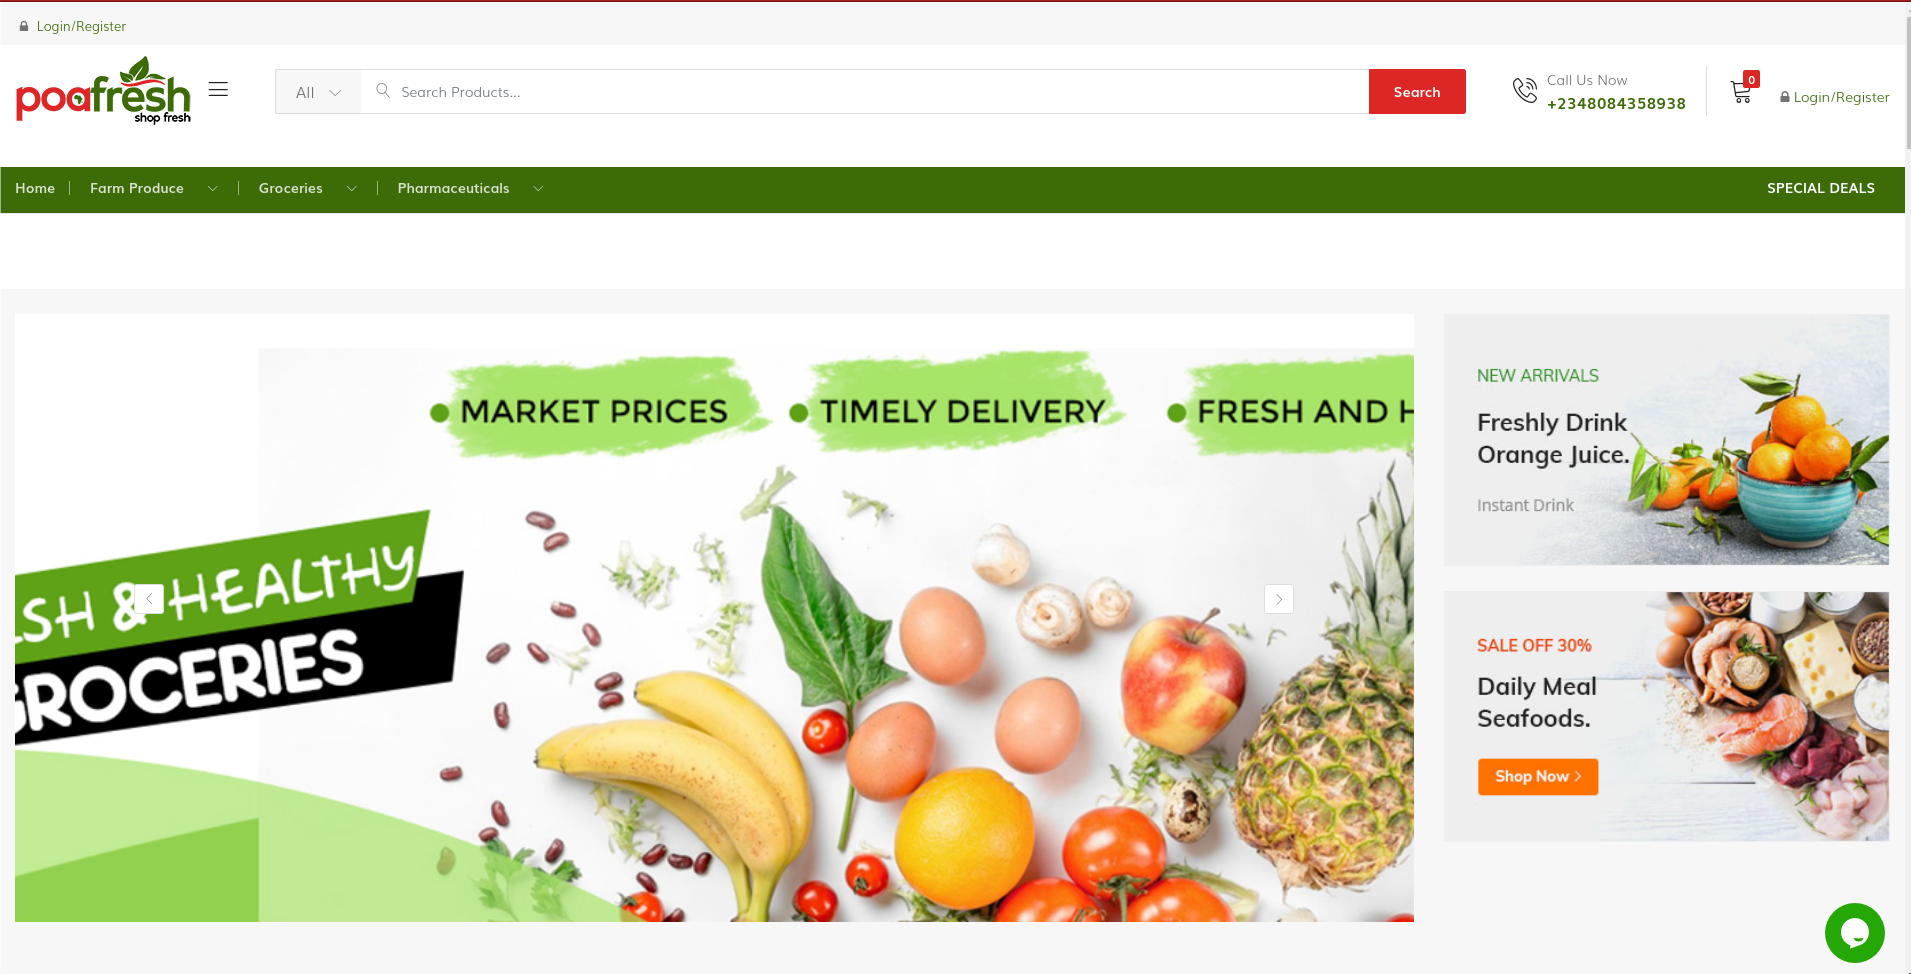 Login/Register
poafresh
shop fresh
All
Search Products...
Search
Call Us Now
+2348084358938
0
Login/Register
Home
Farm Produce
Groceries
Pharmaceuticals
SPECIAL DEALS
MARKET PRICES
TIMELY DELIVERY
FRESH AND H
SH & HEALTHY
GROCERIES
NEW ARRIVALS
Freshly Drink
Orange Juice.
Instant Drink
SALE OFF 30%
Daily Meal
Seafoods.
Shop Now